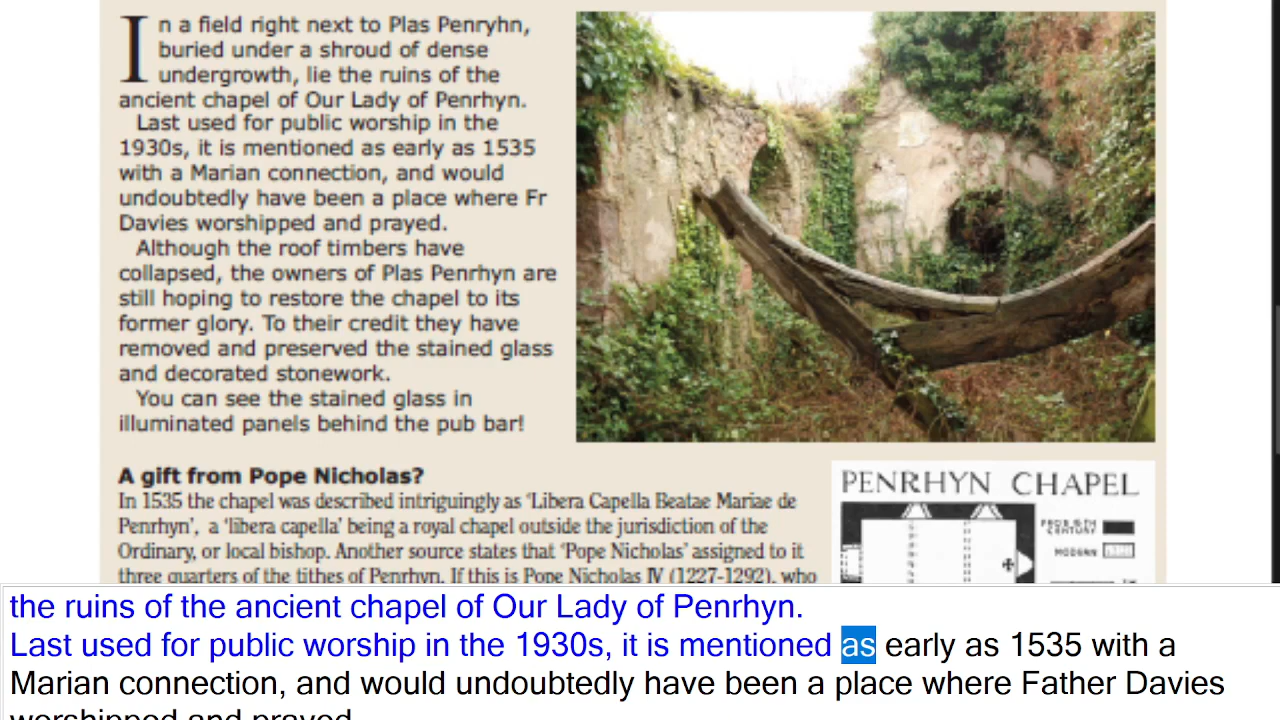 In a field right next to Plas Penryhn,
buried under a shroud of dense
undergrowth, lie the ruins of the
ancient chapel of Our Lady of Penrhyn.
Last used for public worship in the
1930s, it is mentioned as early as 1535
with a Marian connection, and would
undoubtedly have been a place where Fr
Davies worshipped and prayed.
Although the roof timbers have
collapsed, the owners of Plas Penrhyn are
still hoping to restore the chapel to its
former glory. To their credit they have
removed and preserved the stained glass
and decorated stonework.
You can see the stained glass in
illuminated panels behind the pub bar!
A gift from Pope Nicholas?
In 1535 the chapel was described intriguingly as ‘Libera Capella Beatae Mariae de
Penrhyn’, a ‘libera capella’ being a royal chapel outside the jurisdiction of the
Ordinary, or local bishop. Another source states that ‘Pope Nicholas’ assigned to it
three quarters of the tithes of Penrhyn. If this is Pope Nicholas IV (1227-1292), who
PENRHYN CHAPEL
CENTURY
MODERN
the ruins of the ancient chapel of Our Lady of Penrhyn.
Last used for public worship in the 1930s, it is mentioned as early as 1535 with a
Marian connection, and would undoubtedly have been a place where Father Davies
worshipped and prayed.